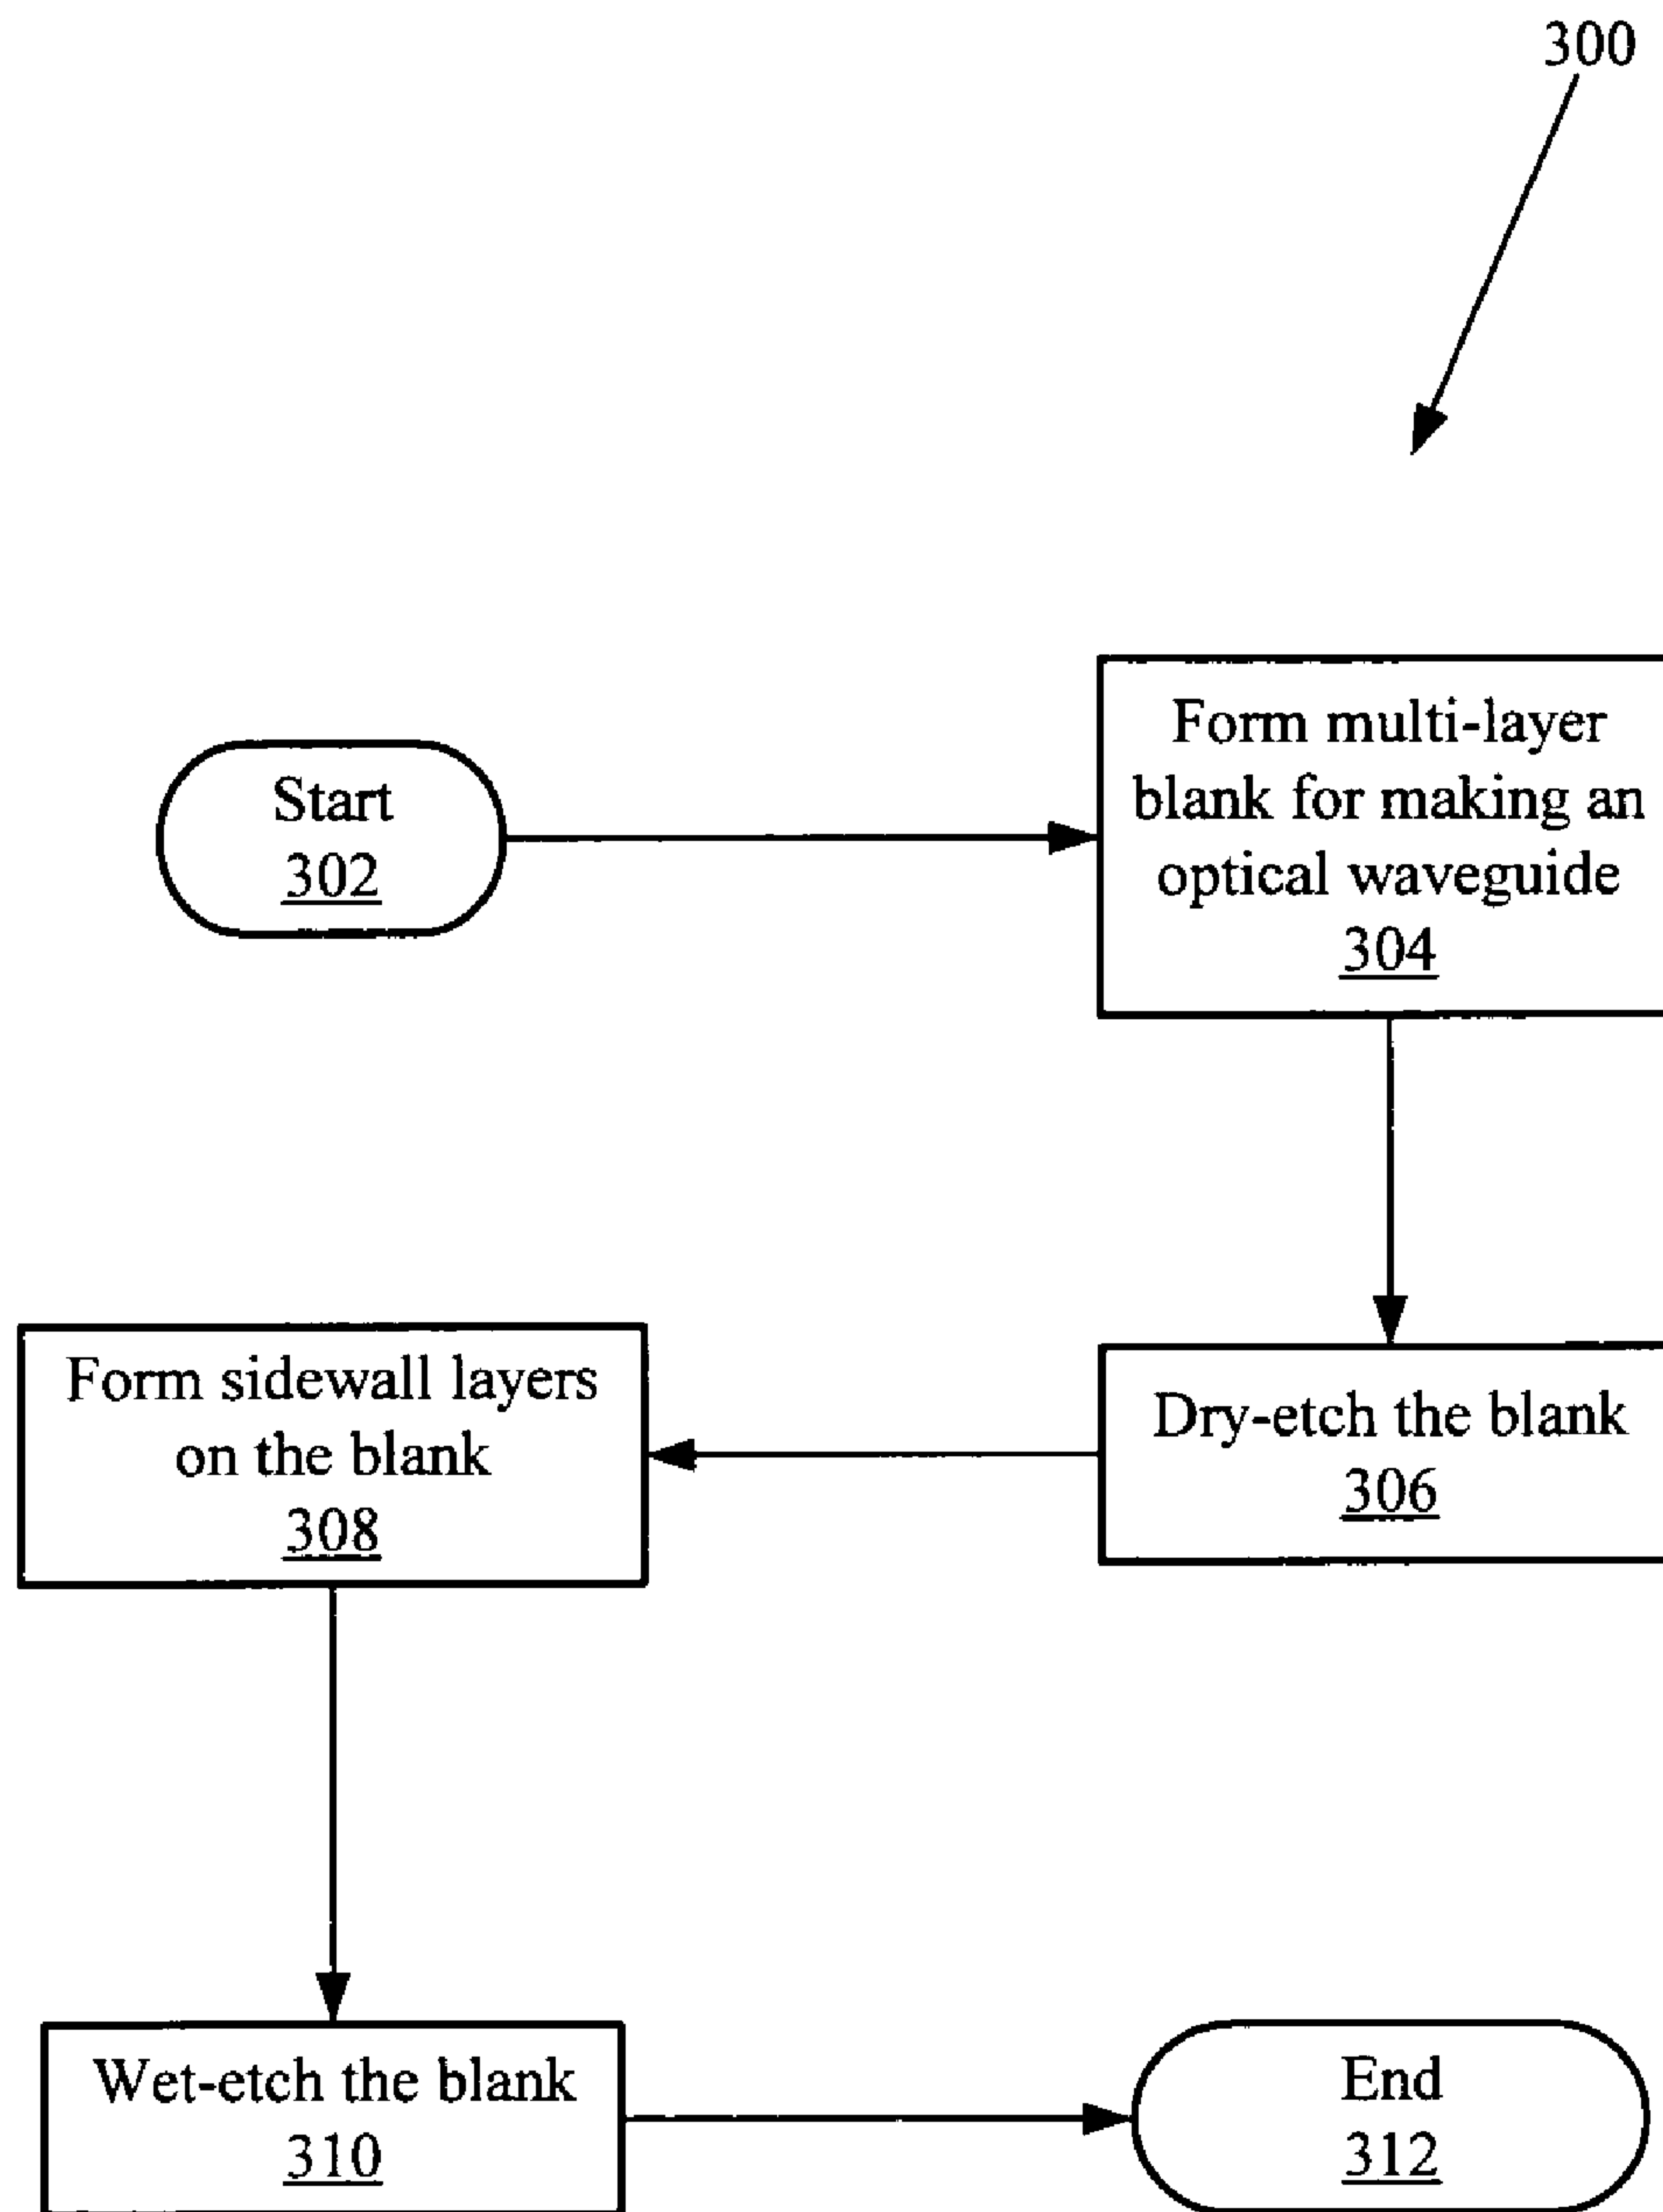 300
Start
302
Form multi-layer
blank for making an
optical waveguide
304
Dry-etch the blank
306
Form sidewall layers
on the blank
308
Wet-etch the blank
310
End
312